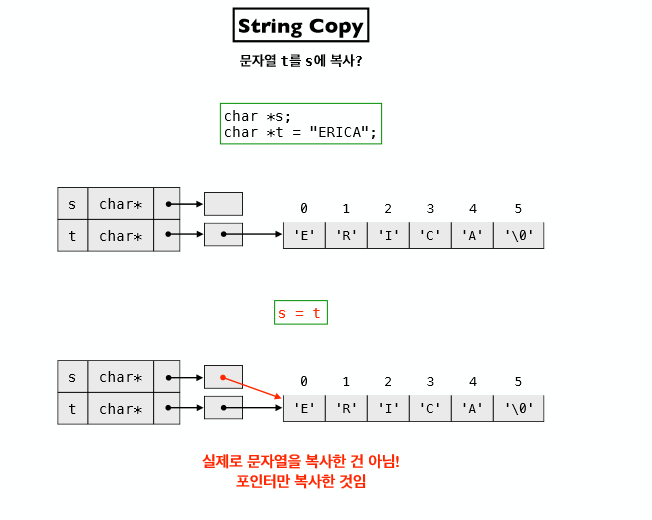 String Copy
문자열 t를 s에 복사?
char *s;
char *t = "ERICA";
s char*
0 1 2 3 4 5
t char* 'E' 'R' 'I' 'C' 'A' '\0'
s = t
s char*
0 1 2 3 4 5
t char* 'E' 'R' 'I' 'C' 'A' '\0'
실제로 문자열을 복사한 건 아님!
포인터만 복사한 것임